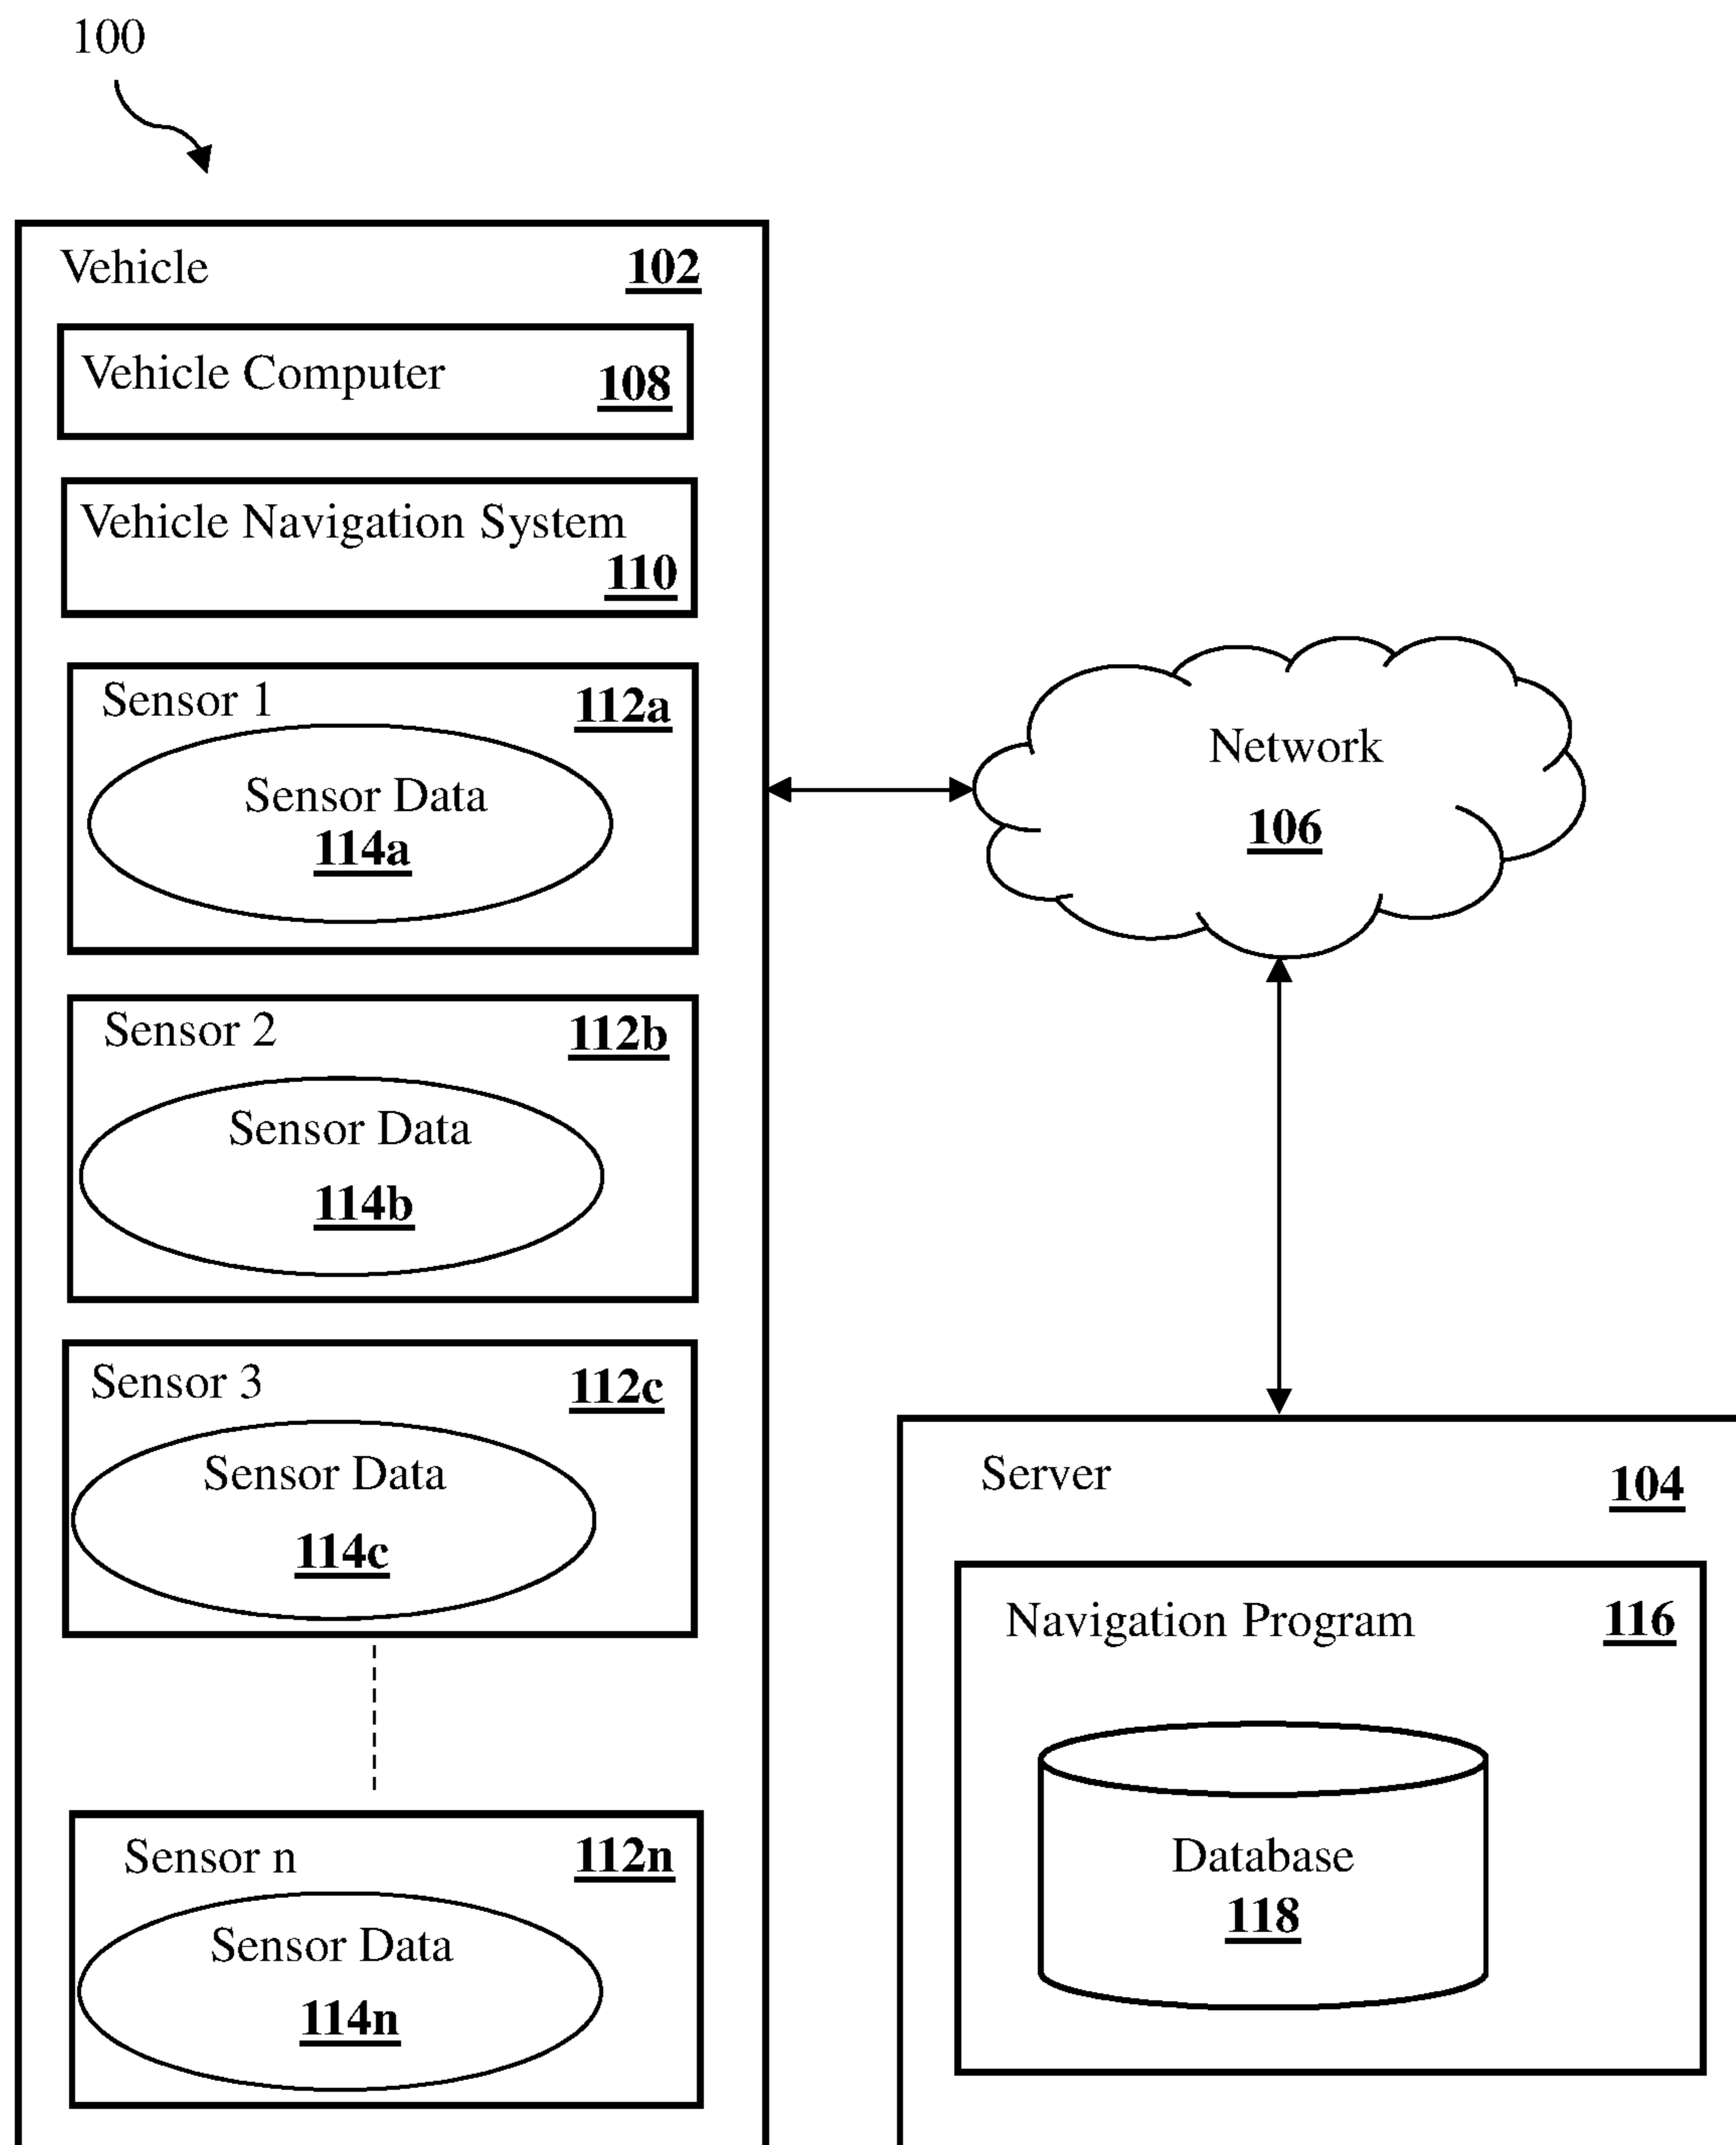 100
Vehicle 102
Vehicle Computer 108
Vehicle Navigation System
110
Sensor 1 112a
Sensor Data
114a
Sensor 2 112b
Sensor Data
114b
Sensor 3 112c
Sensor Data
114c
Sensor n 112n
Sensor Data
114n
Network
106
Server 104
Navigation Program 116
Database
118